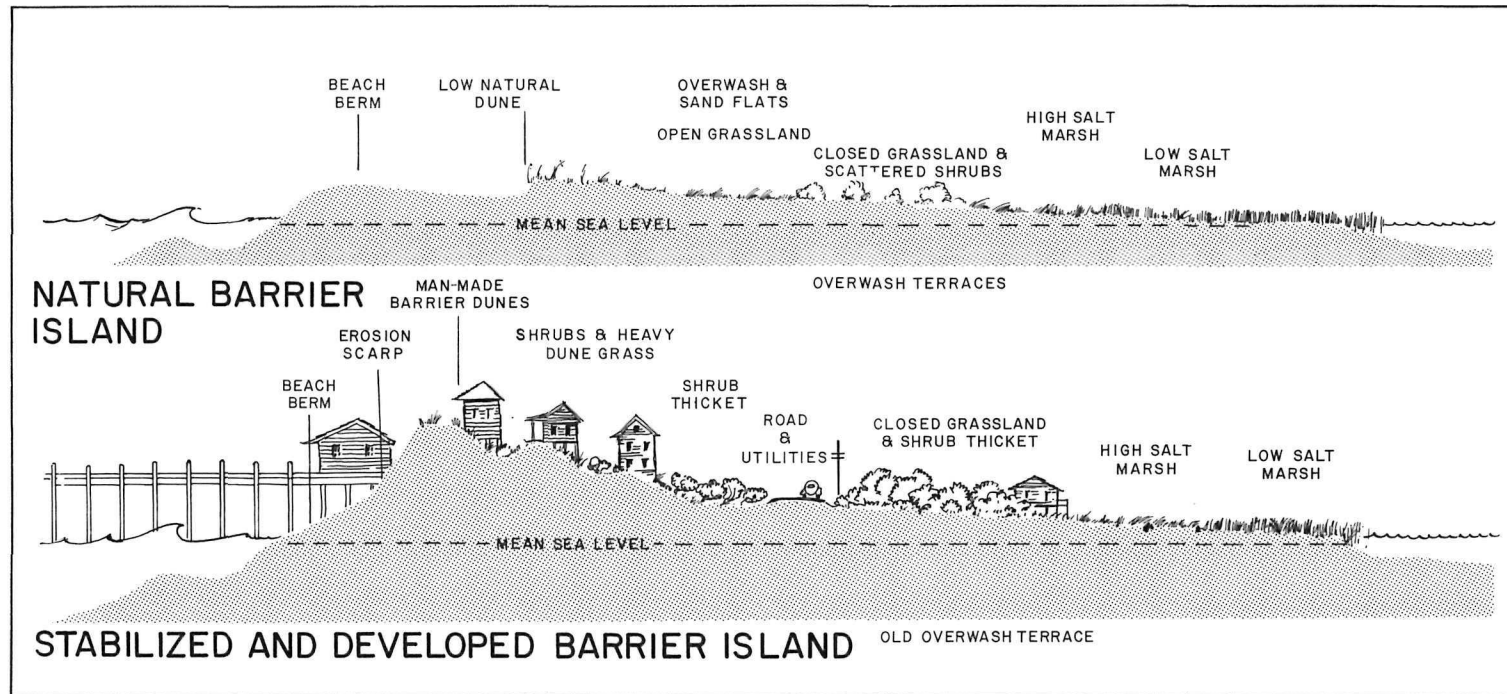 BEACH
BERM
LOW NATURAL
DUNE
OVERWASH &
SAND FLATS
OPEN GRASSLAND
CLOSED GRASSLAND &
SCATTERED SHRUBS
HIGH SALT
MARSH
LOW SALT
MARSH
MEAN SEA LEVEL
NATURAL BARRIER
ISLAND
OVERWASH TERRACES
MAN-MADE
BARRIER DUNES
EROSION
SCARP
BEACH
BERM
SHRUBS & HEAVY
DUNE GRASS
SHRUB
THICKET
ROAD
&
UTILITIES
CLOSED GRASSLAND
& SHRUB THICKET
HIGH SALT
MARSH
LOW SALT
MARSH
MEAN SEA LEVEL
STABILIZED AND DEVELOPED BARRIER ISLAND
OLD OVERWASH TERRACE